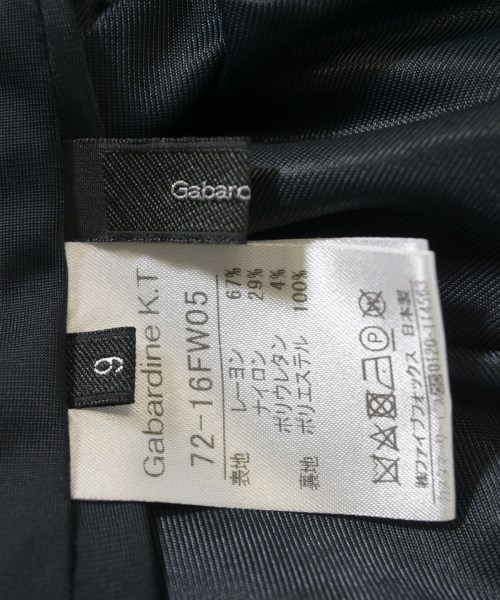 Gabard
Gabardine K.T
72-16FW05
表地 レーヨン 67%
ナイロン 29%
ポリウレタン 4%
裏地 ポリエステル 100%
㈱ファイブフォックス 日本製
9